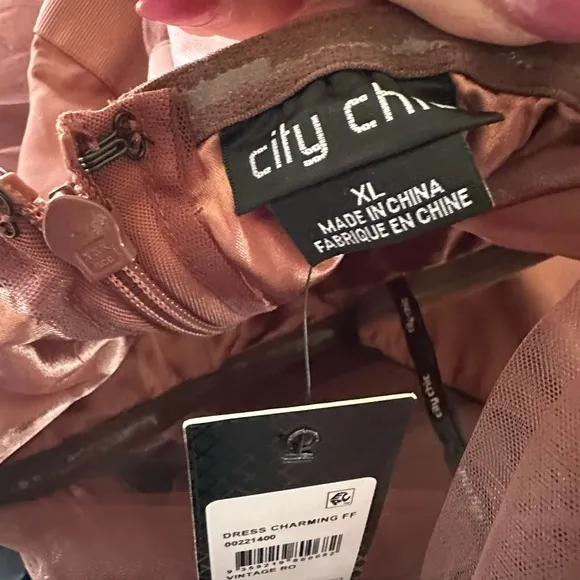 city chic
XL
MADE IN CHINA
FABRIQUE EN CHINE
city chic
DRESS CHARMING FF
00221400
VINTAGE RO